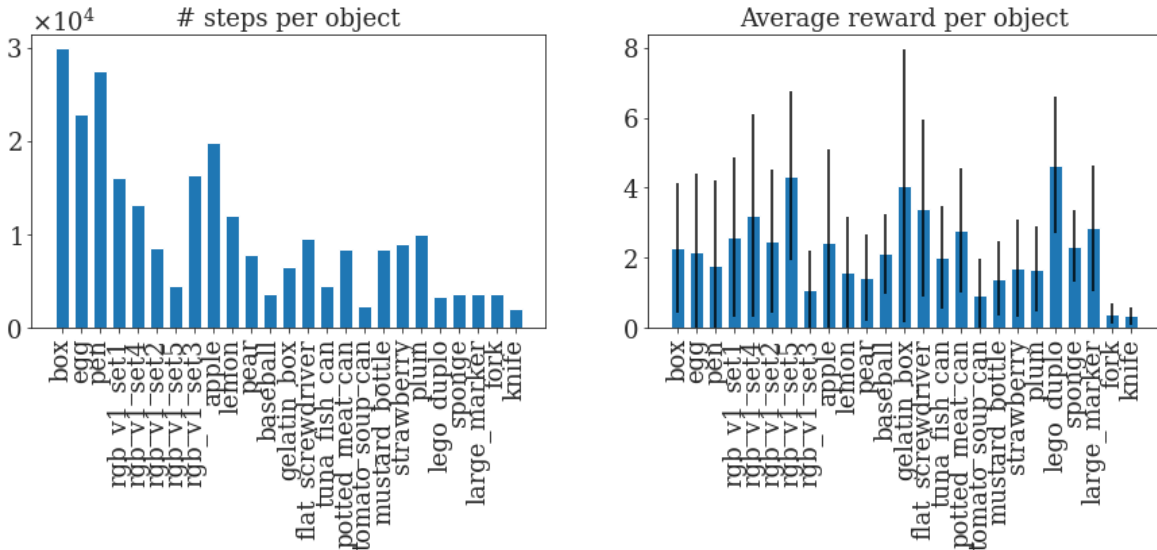 # steps per object
×10⁴
3
2
1
0
box
egg
pen
rgb_v1_set1
rgb_v1_set4
rgb_v1_set2
rgb_v1_set5
rgb_v1_set3
apple
lemon
pear
baseball
gelatin_box
flat_screwdriver
tuna_fish_can
potted_meat_can
tomato_soup_can
mustard_bottle
strawberry
plum
lego_duplo
sponge
large_marker
fork
knife
Average reward per object
8
6
4
2
0
box
egg
pen
rgb_v1_set1
rgb_v1_set4
rgb_v1_set2
rgb_v1_set5
rgb_v1_set3
apple
lemon
pear
baseball
gelatin_box
flat_screwdriver
tuna_fish_can
potted_meat_can
tomato_soup_can
mustard_bottle
strawberry
plum
lego_duplo
sponge
large_marker
fork
knife